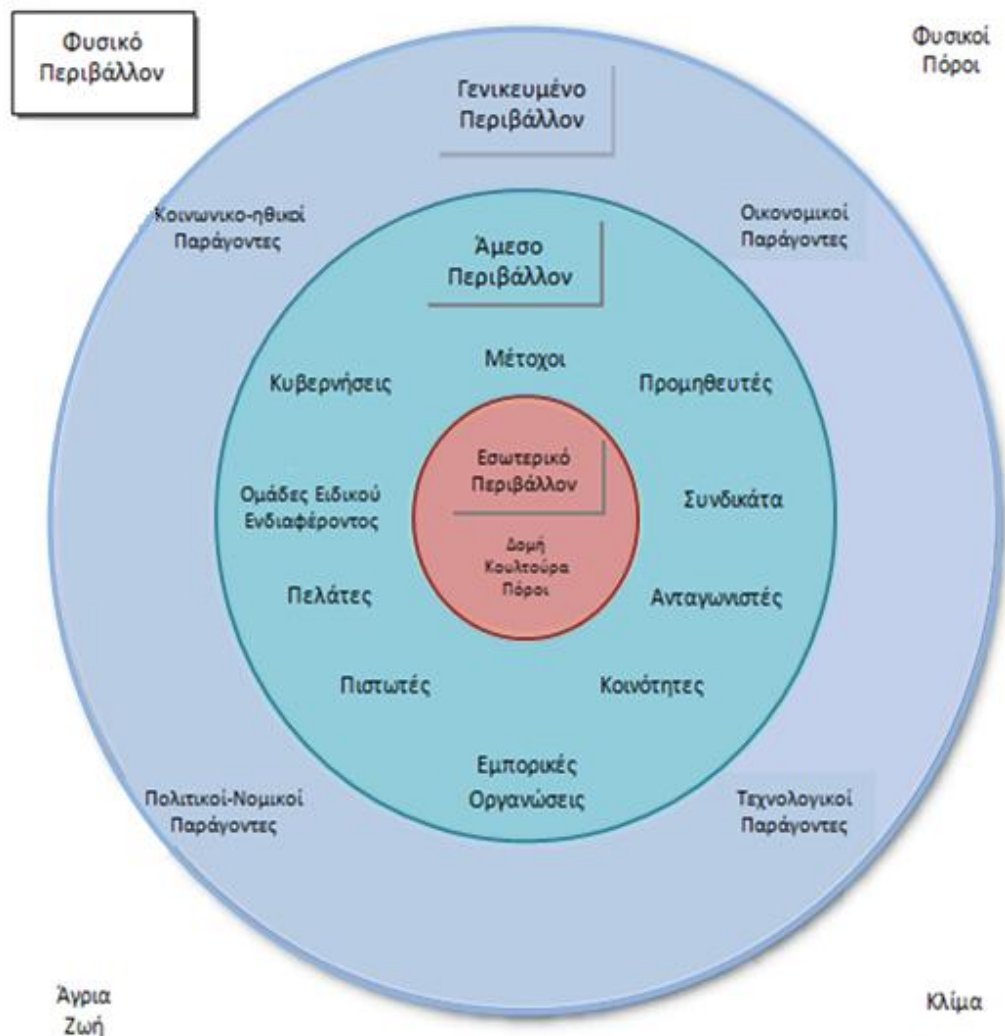 Φυσικό
Περιβάλλον
Φυσικοί
Πόροι
Γενικευμένο
Περιβάλλον
Κοινωνικο-ηθικοί
Παράγοντες
Οικονομικοί
Παράγοντες
Άμεσο
Περιβάλλον
Μέτοχοι
Κυβερνήσεις
Προμηθευτές
Εσωτερικό
Περιβάλλον
Ομάδες Ειδικού
Ενδιαφέροντος
Συνδικάτα
Δομή
Κουλτούρα
Πόροι
Πελάτες
Ανταγωνιστές
Πιστωτές
Κοινότητες
Εμπορικές
Οργανώσεις
Πολιτικοί-Νομικοί
Παράγοντες
Τεχνολογικοί
Παράγοντες
Άγρια
Ζωή
Κλίμα